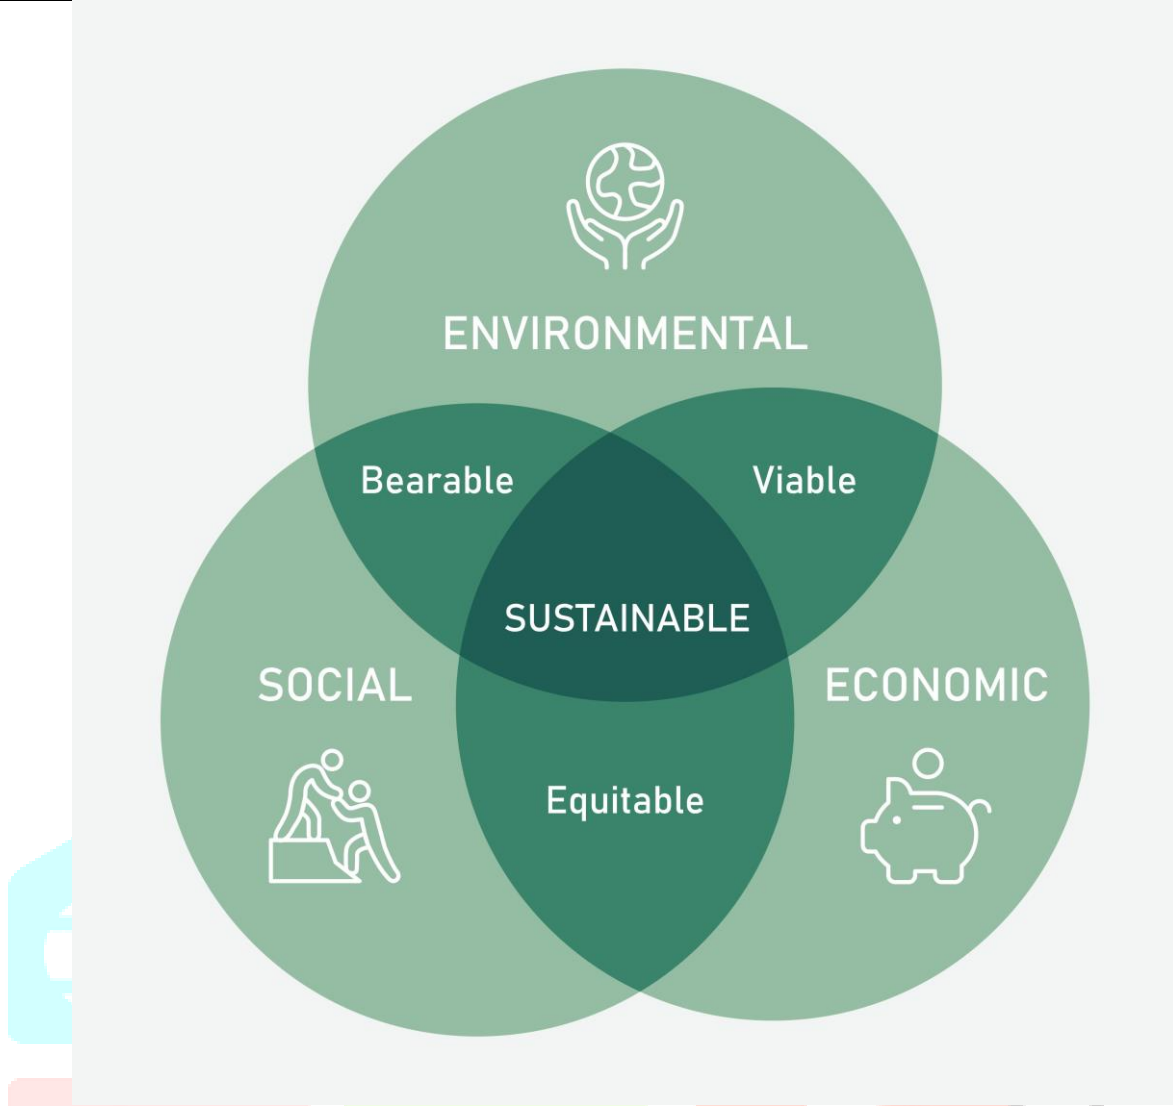 ENVIRONMENTAL
Bearable
Viable
SUSTAINABLE
SOCIAL
ECONOMIC
Equitable